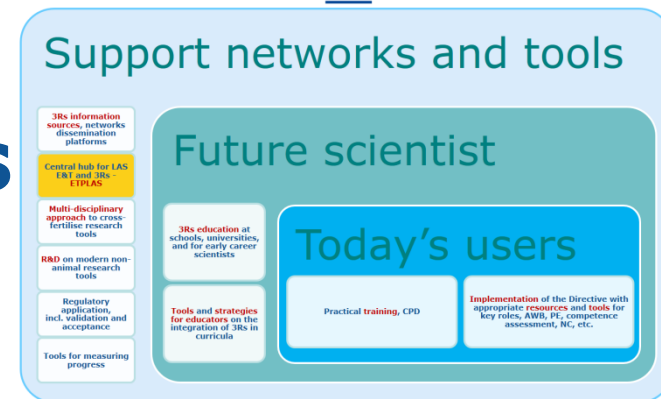 Support networks and tools
s
3Rs information
sources, networks
dissemination
platforms
Central hub for LAS
E&T and 3Rs -
ETPLAS
Multi-disciplinary
approach to cross-
fertilise research
tools
R&D on modern non-
animal research
tools
Regulatory
application,
incl. validation and
acceptance
Tools for measuring
progress
Future scientist
3Rs education at
schools, universities,
and for early career
scientists
Tools and strategies
for educators on the
integration of 3Rs in
curricula
Today's users
Practical training, CPD
Implementation of the Directive with
appropriate resources and tools for
key roles, AWB, PE, competence
assessment, NC, etc.